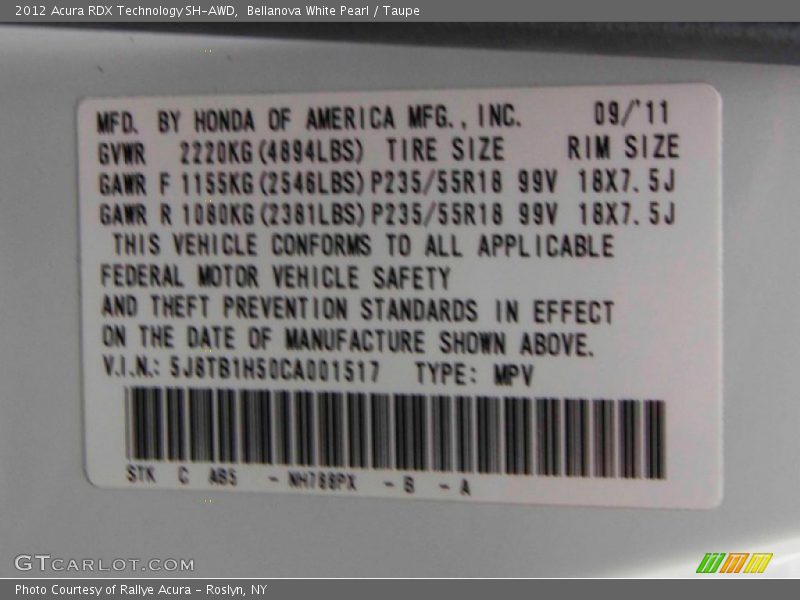 2012 Acura RDX Technology SH-AWD, Bellanova White Pearl / Taupe
MFD. BY HONDA OF AMERICA MFG., INC. 09/'11
GVWR 2220KG(4894LBS) TIRE SIZE RIM SIZE
GAWR F 1155KG(2546LBS)P235/55R18 99V 18X7.5J
GAWR R 1080KG(2381LBS)P235/55R18 99V 18X7.5J
THIS VEHICLE CONFORMS TO ALL APPLICABLE
FEDERAL MOTOR VEHICLE SAFETY
AND THEFT PREVENTION STANDARDS IN EFFECT
ON THE DATE OF MANUFACTURE SHOWN ABOVE.
V.I.N.: 5J8TB1H50CA001517 TYPE: MPV
STK C AB5 - NH788PX - B - A
GTCARLOT.COM
Photo Courtesy of Rallye Acura - Roslyn, NY